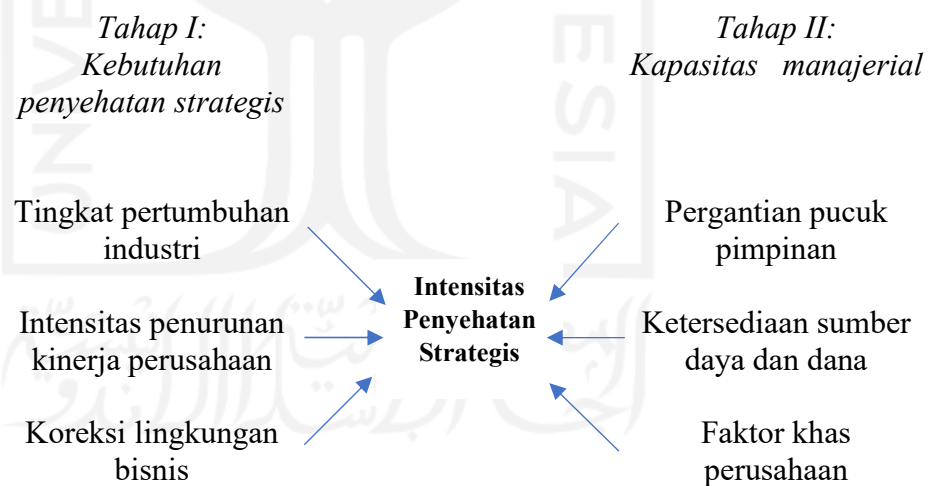 Tahap I:
Kebutuhan
penyehatan strategis
Tahap II:
Kapasitas manajerial
Tingkat pertumbuhan
industri
Intensitas penurunan
kinerja perusahaan
Koreksi lingkungan
bisnis
Intensitas
Penyehatan
Strategis
Pergantian pucuk
pimpinan
Ketersediaan sumber
daya dan dana
Faktor khas
perusahaan